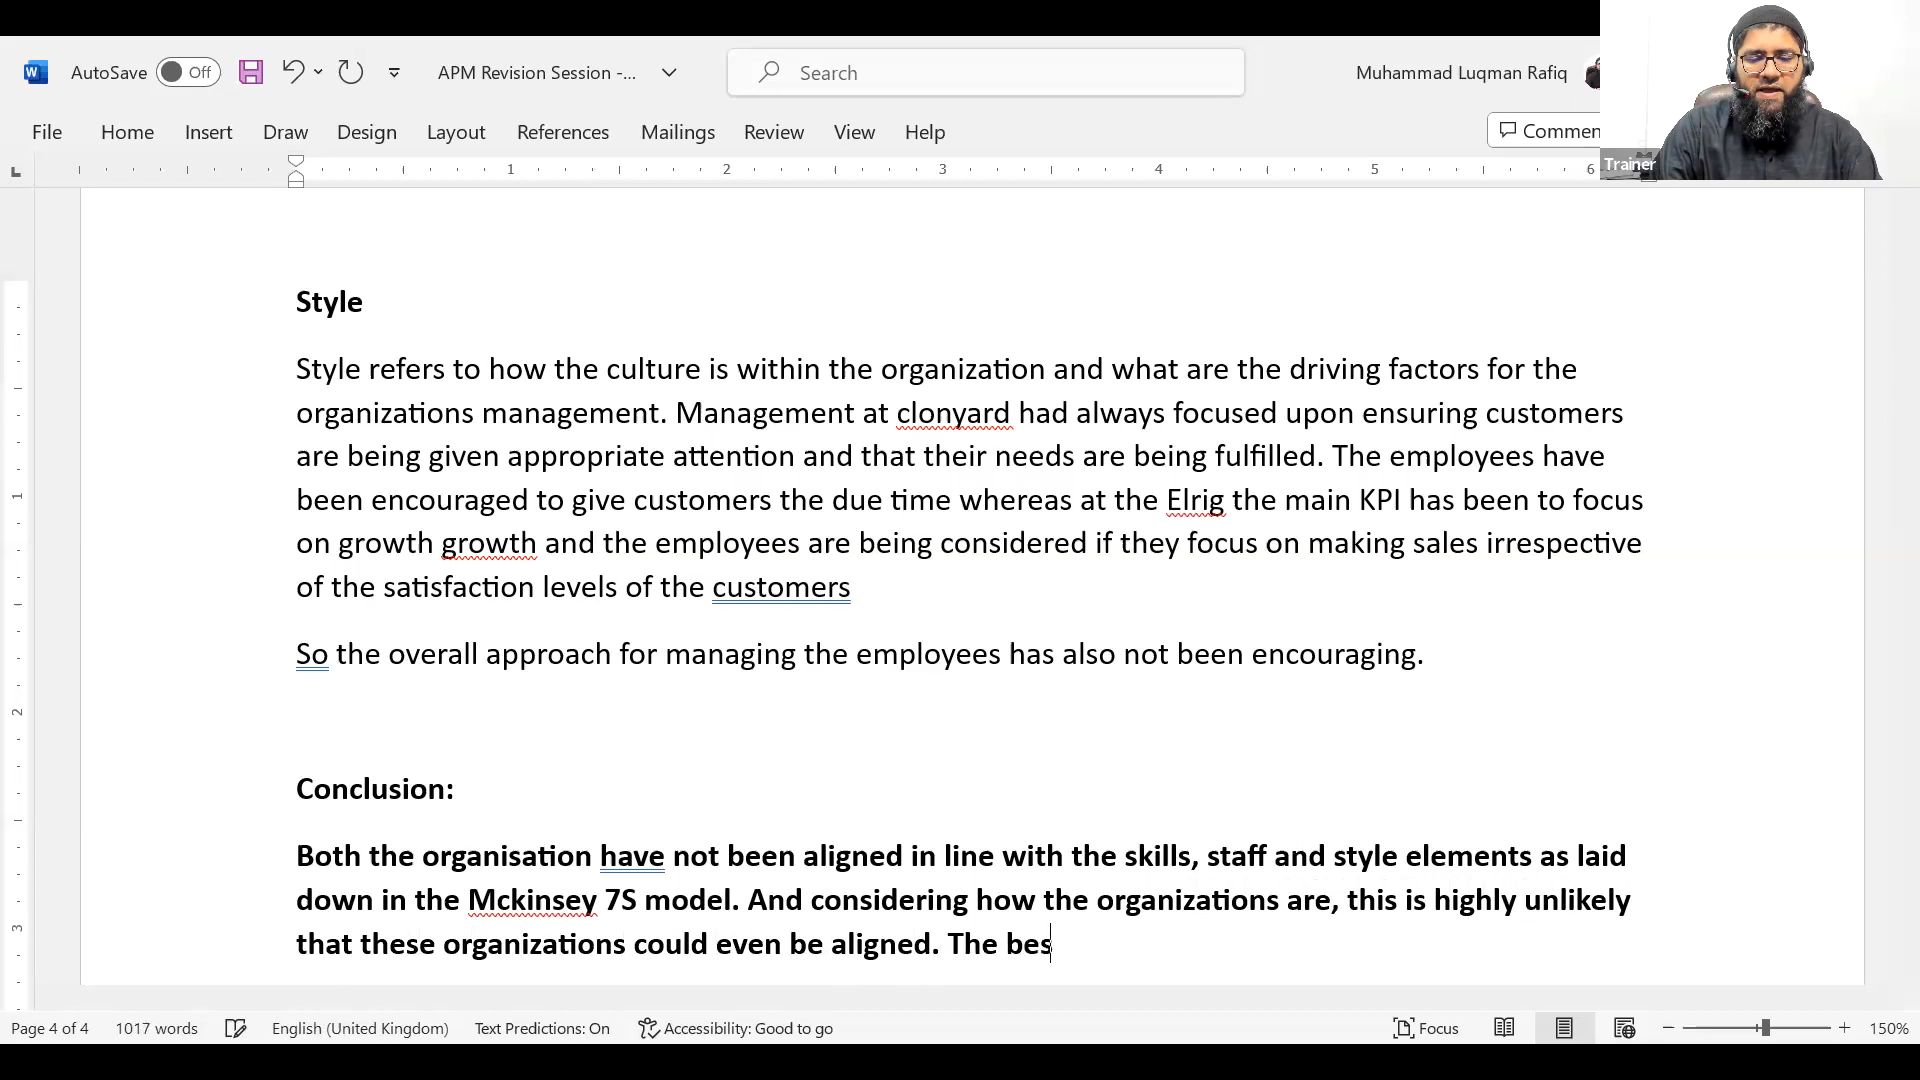 AutoSave Off APM Revision Session -... Search Muhammad Luqman Rafiq
File Home Insert Draw Design Layout References Mailings Review View Help Commen
Trainer
1 2 3 4 5 6
Style
Style refers to how the culture is within the organization and what are the driving factors for the
organizations management. Management at clonyard had always focused upon ensuring customers
are being given appropriate attention and that their needs are being fulfilled. The employees have
been encouraged to give customers the due time whereas at the Elrig the main KPI has been to focus
on growth growth and the employees are being considered if they focus on making sales irrespective
of the satisfaction levels of the customers
So the overall approach for managing the employees has also not been encouraging.
Conclusion:
Both the organisation have not been aligned in line with the skills, staff and style elements as laid
down in the Mckinsey 7S model. And considering how the organizations are, this is highly unlikely
that these organizations could even be aligned. The bes
1
2
3
Page 4 of 4 1017 words English (United Kingdom) Text Predictions: On Accessibility: Good to go Focus 150%